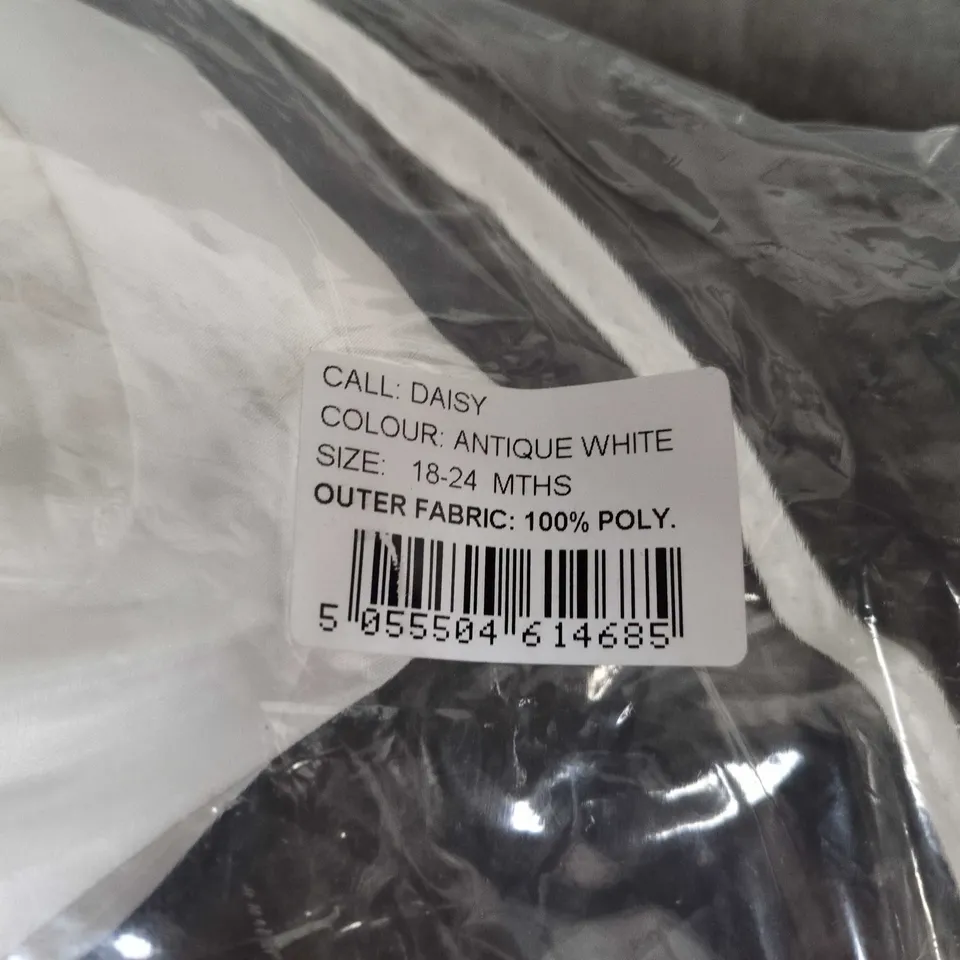 CALL: DAISY
COLOUR: ANTIQUE WHITE
SIZE: 18-24 MTHS
OUTER FABRIC: 100% POLY.
5 055504 614685